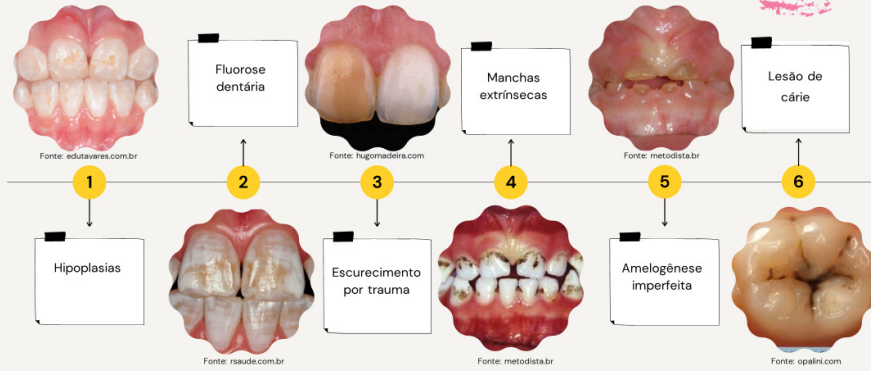 Fluorose
dentária
Manchas
extrínsecas
Lesão de
cárie
Fonte: edutavares.com.br
Fonte: hugomadeira.com
Fonte: metodista.br
1
2
3
4
5
6
Hipoplasias
Escurecimento
por trauma
Amelogênese
imperfeita
Fonte: rsaude.com.br
Fonte: metodista.br
Fonte: opalini.com